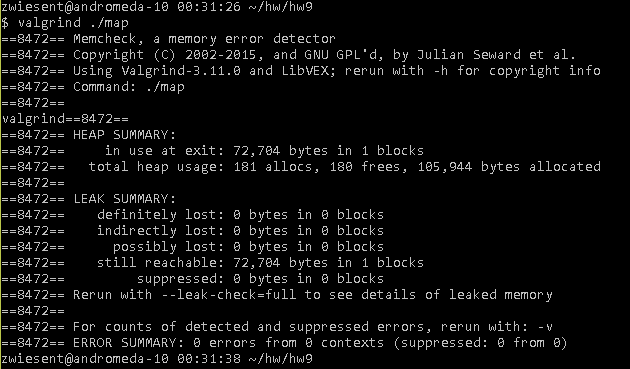 zwiesent@andromeda-10 00:31:26 ~/hw/hw9
$ valgrind ./map
==8472== Memcheck, a memory error detector
==8472== Copyright (C) 2002-2015, and GNU GPL'd, by Julian Seward et al.
==8472== Using Valgrind-3.11.0 and LibVEX; rerun with -h for copyright info
==8472== Command: ./map
==8472==
valgrind==8472==
==8472== HEAP SUMMARY:
==8472==     in use at exit: 72,704 bytes in 1 blocks
==8472==   total heap usage: 181 allocs, 180 frees, 105,944 bytes allocated
==8472==
==8472== LEAK SUMMARY:
==8472==    definitely lost: 0 bytes in 0 blocks
==8472==    indirectly lost: 0 bytes in 0 blocks
==8472==      possibly lost: 0 bytes in 0 blocks
==8472==    still reachable: 72,704 bytes in 1 blocks
==8472==         suppressed: 0 bytes in 0 blocks
==8472== Rerun with --leak-check=full to see details of leaked memory
==8472==
==8472== For counts of detected and suppressed errors, rerun with: -v
==8472== ERROR SUMMARY: 0 errors from 0 contexts (suppressed: 0 from 0)
zwiesent@andromeda-10 00:31:38 ~/hw/hw9